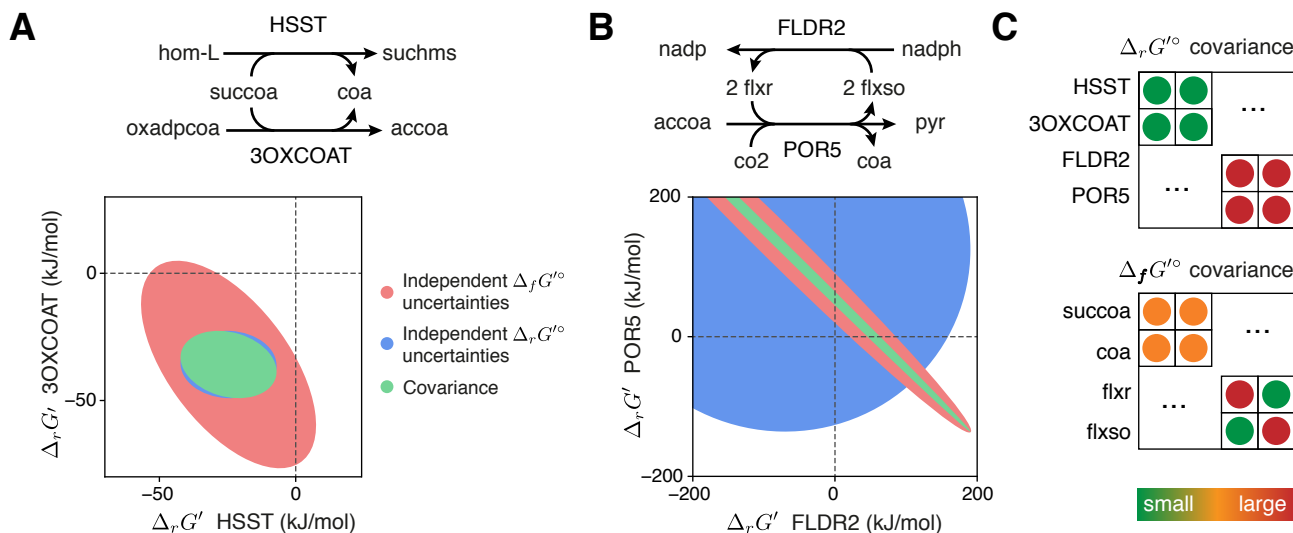 A
HSST
hom-L
suchms
succoa
coa
oxadpcoa
accoa
3OXCOAT
ΔrG′ 3OXCOAT (kJ/mol)
0
−50
−50
0
ΔrG′ HSST (kJ/mol)
Independent ΔfG′°
uncertainties
Independent ΔrG′°
uncertainties
Covariance
B
FLDR2
nadp
nadph
2 flxr
2 flxso
accoa
pyr
co2
POR5
coa
ΔrG′ POR5 (kJ/mol)
200
0
−200
−200
0
200
ΔrG′ FLDR2 (kJ/mol)
C
ΔrG′° covariance
HSST
3OXCOAT
FLDR2
POR5
...
...
ΔfG′° covariance
succoa
coa
flxr
flxso
...
...
small
large